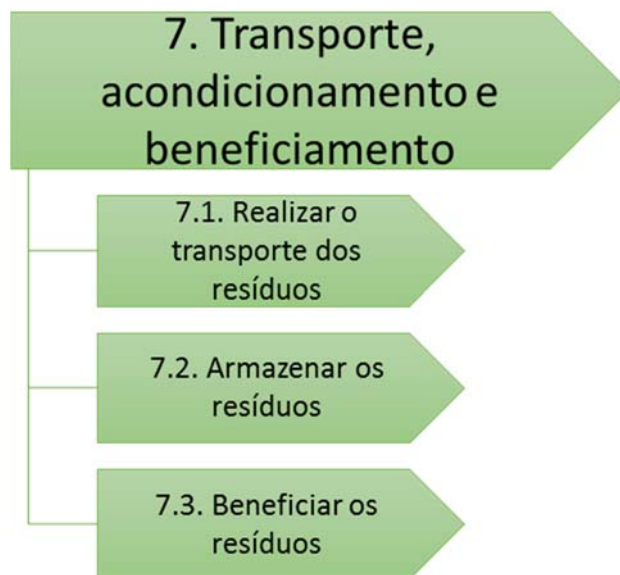 7. Transporte,
acondicionamento e
beneficiamento
7.1. Realizar o
transporte dos
resíduos
7.2. Armazenar os
resíduos
7.3. Beneficiar os
resíduos